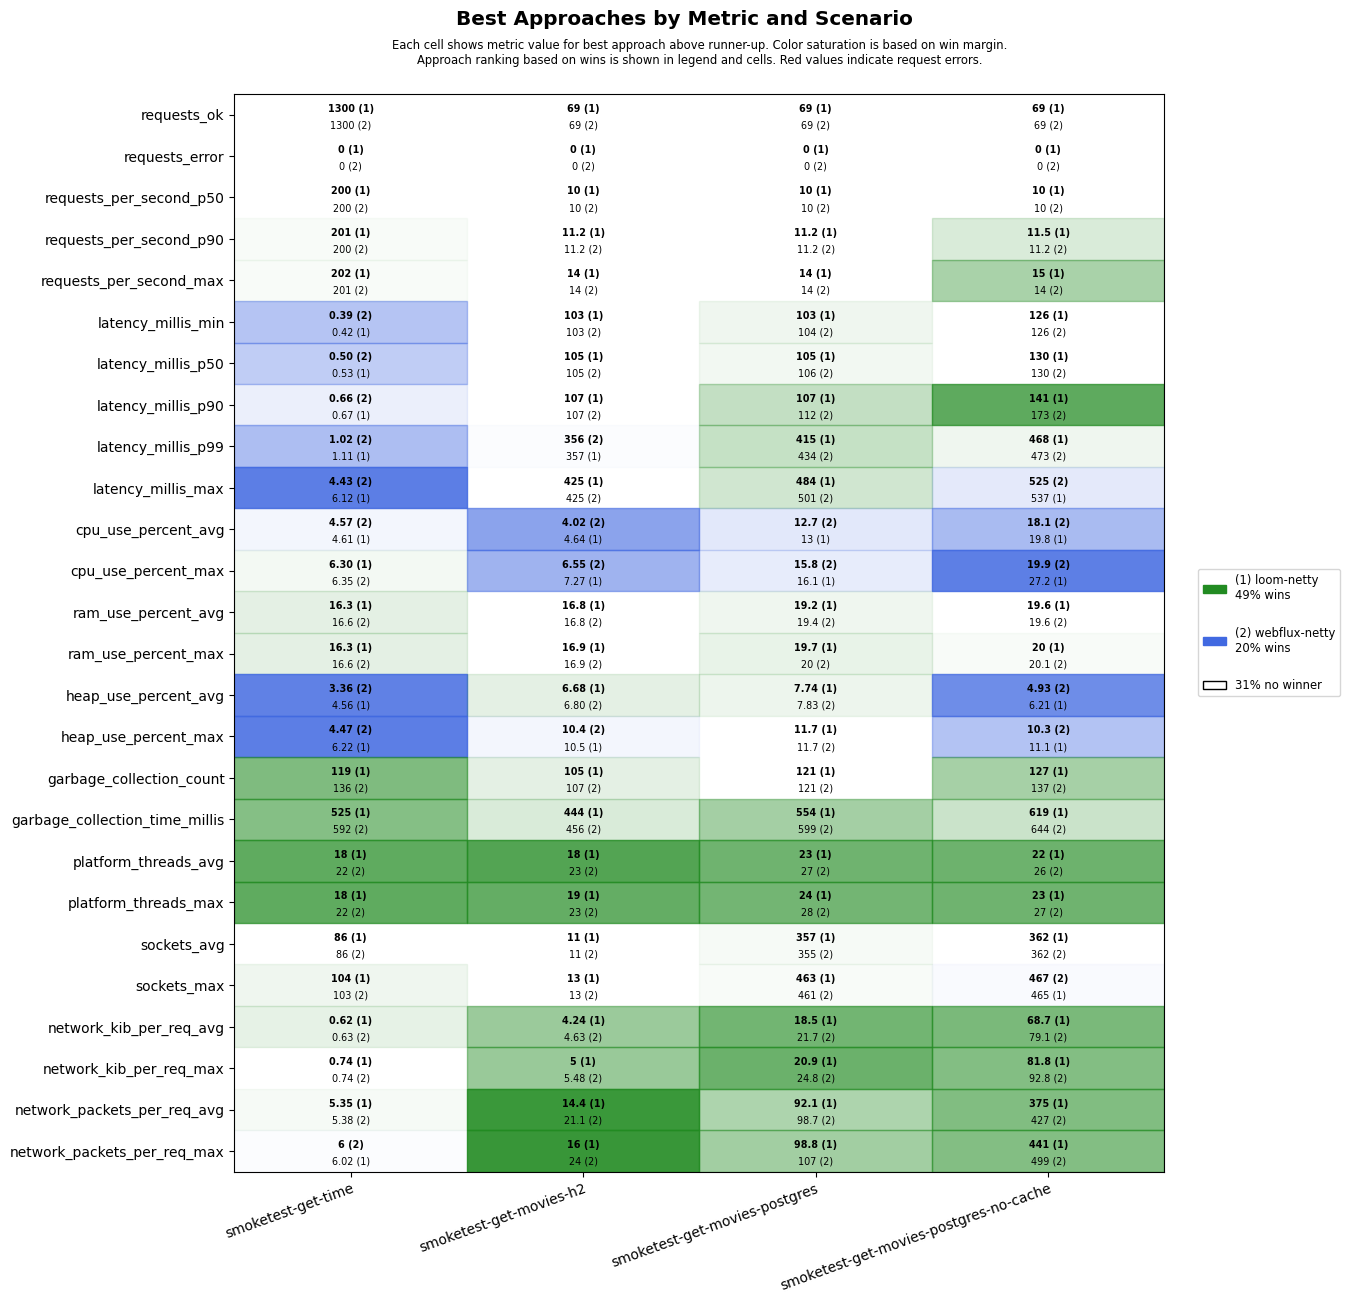 Best Approaches by Metric and Scenario
Each cell shows metric value for best approach above runner-up. Color saturation is based on win margin.
Approach ranking based on wins is shown in legend and cells. Red values indicate request errors.
requests_ok
1300 (1) 69 (1) 69 (1) 69 (1)
1300 (2) 69 (2) 69 (2) 69 (2)
requests_error
0 (1) 0 (1) 0 (1) 0 (1)
0 (2) 0 (2) 0 (2) 0 (2)
requests_per_second_p50
200 (1) 10 (1) 10 (1) 10 (1)
200 (2) 10 (2) 10 (2) 10 (2)
requests_per_second_p90
201 (1) 11.2 (1) 11.2 (1) 11.5 (1)
200 (2) 11.2 (2) 11.2 (2) 11.2 (2)
requests_per_second_max
202 (1) 14 (1) 14 (1) 15 (1)
201 (2) 14 (2) 14 (2) 14 (2)
latency_millis_min
0.39 (2) 103 (1) 103 (1) 126 (1)
0.42 (1) 103 (2) 104 (2) 126 (2)
latency_millis_p50
0.50 (2) 105 (1) 105 (1) 130 (1)
0.53 (1) 105 (2) 106 (2) 130 (2)
latency_millis_p90
0.66 (2) 107 (1) 107 (1) 141 (1)
0.67 (1) 107 (2) 112 (2) 173 (2)
latency_millis_p99
1.02 (2) 356 (2) 415 (1) 468 (1)
1.11 (1) 357 (1) 434 (2) 473 (2)
latency_millis_max
4.43 (2) 425 (1) 484 (1) 525 (2)
6.12 (1) 425 (2) 501 (2) 537 (1)
cpu_use_percent_avg
4.57 (2) 4.02 (2) 12.7 (2) 18.1 (2)
4.61 (1) 4.64 (1) 13 (1) 19.8 (1)
cpu_use_percent_max
6.30 (1) 6.55 (2) 15.8 (2) 19.9 (2)
6.35 (2) 7.27 (1) 16.1 (1) 27.2 (1)
ram_use_percent_avg
16.3 (1) 16.8 (1) 19.2 (1) 19.6 (1)
16.6 (2) 16.8 (2) 19.4 (2) 19.6 (2)
ram_use_percent_max
16.3 (1) 16.9 (1) 19.7 (1) 20 (1)
16.6 (2) 16.9 (2) 20 (2) 20.1 (2)
heap_use_percent_avg
3.36 (2) 6.68 (1) 7.74 (1) 4.93 (2)
4.56 (1) 6.80 (2) 7.83 (2) 6.21 (1)
heap_use_percent_max
4.47 (2) 10.4 (2) 11.7 (1) 10.3 (2)
6.22 (1) 10.5 (1) 11.7 (2) 11.1 (1)
garbage_collection_count
119 (1) 105 (1) 121 (1) 127 (1)
136 (2) 107 (2) 121 (2) 137 (2)
garbage_collection_time_millis
525 (1) 444 (1) 554 (1) 619 (1)
592 (2) 456 (2) 599 (2) 644 (2)
platform_threads_avg
18 (1) 18 (1) 23 (1) 22 (1)
22 (2) 23 (2) 27 (2) 26 (2)
platform_threads_max
18 (1) 19 (1) 24 (1) 23 (1)
22 (2) 23 (2) 28 (2) 27 (2)
sockets_avg
86 (1) 11 (1) 357 (1) 362 (1)
86 (2) 11 (2) 355 (2) 362 (2)
sockets_max
104 (1) 13 (1) 463 (1) 467 (2)
103 (2) 13 (2) 461 (2) 465 (1)
network_kib_per_req_avg
0.62 (1) 4.24 (1) 18.5 (1) 68.7 (1)
0.63 (2) 4.63 (2) 21.7 (2) 79.1 (2)
network_kib_per_req_max
0.74 (1) 5 (1) 20.9 (1) 81.8 (1)
0.74 (2) 5.48 (2) 24.8 (2) 92.8 (2)
network_packets_per_req_avg
5.35 (1) 14.4 (1) 92.1 (1) 375 (1)
5.38 (2) 21.1 (2) 98.7 (2) 427 (2)
network_packets_per_req_max
6 (2) 16 (1) 98.8 (1) 441 (1)
6.02 (1) 24 (2) 107 (2) 499 (2)
smoketest-get-time
smoketest-get-movies-h2
smoketest-get-movies-postgres
smoketest-get-movies-postgres-no-cache
(1) loom-netty
49% wins
(2) webflux-netty
20% wins
31% no winner